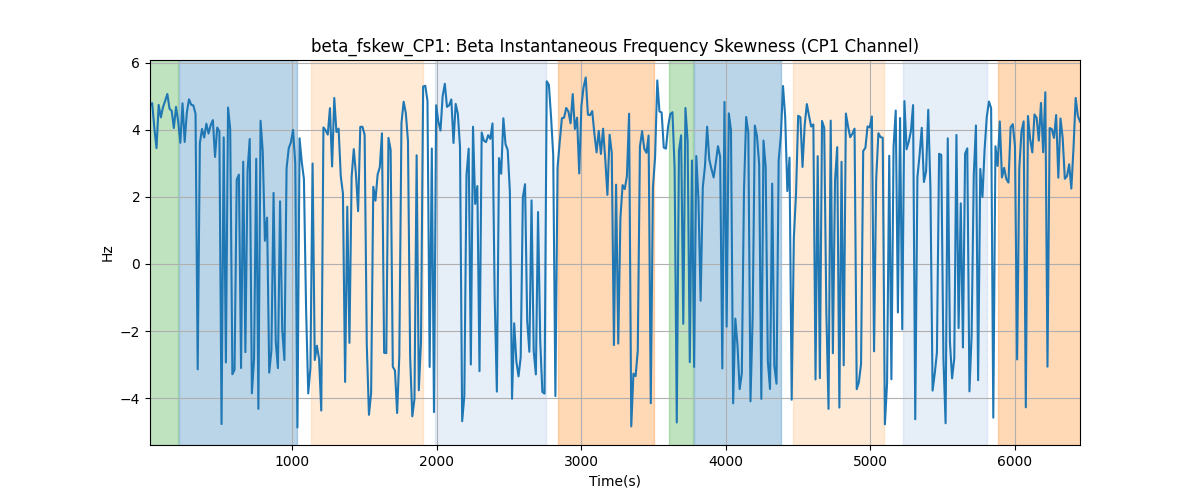 beta_fskew_CP1: Beta Instantaneous Frequency Skewness (CP1 Channel)
6
4
2
0
−2
−4
Hz
1000 2000 3000 4000 5000 6000
Time(s)